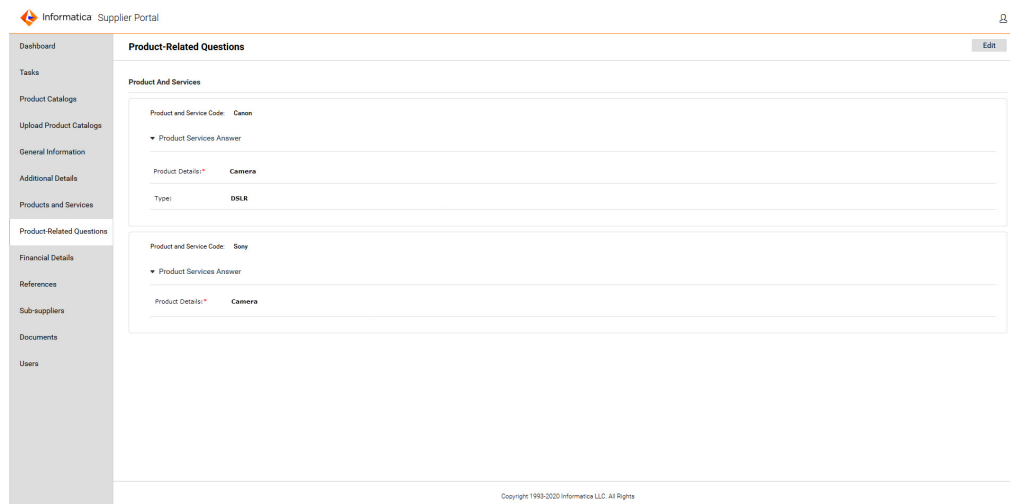 Informatica Supplier Portal
Dashboard
Tasks
Product Catalogs
Upload Product Catalogs
General Information
Additional Details
Products and Services
Product-Related Questions
Financial Details
References
Sub-suppliers
Documents
Users
Product-Related Questions
Edit
Product And Services
Product and Service Code: Canon
Product Services Answer
Product Details:* Camera
Type: DSLR
Product and Service Code: Sony
Product Services Answer
Product Details:* Camera
Copyright 1993-2020 Informatica LLC. All Rights